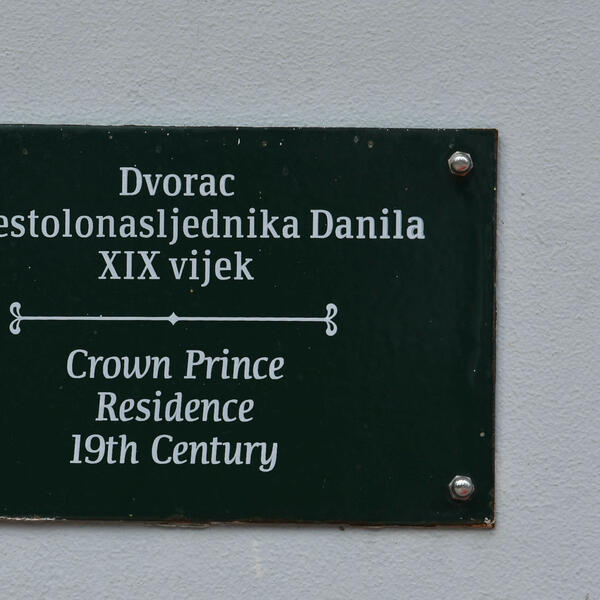 Dvorac
estolonasljednika Danila
XIX vijek
Crown Prince
Residence
19th Century